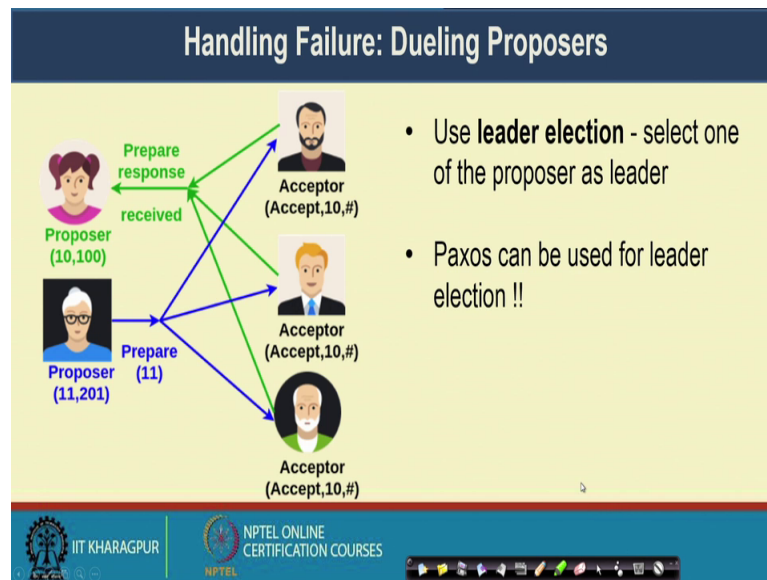 Handling Failure: Dueling Proposers
Prepare
response
received
Proposer
(10,100)
Prepare
(11)
Proposer
(11,201)
Acceptor
(Accept,10,#)
Acceptor
(Accept,10,#)
Acceptor
(Accept,10,#)
• Use leader election - select one
of the proposer as leader
• Paxos can be used for leader
election !!
IIT KHARAGPUR
NPTEL
NPTEL ONLINE
CERTIFICATION COURSES